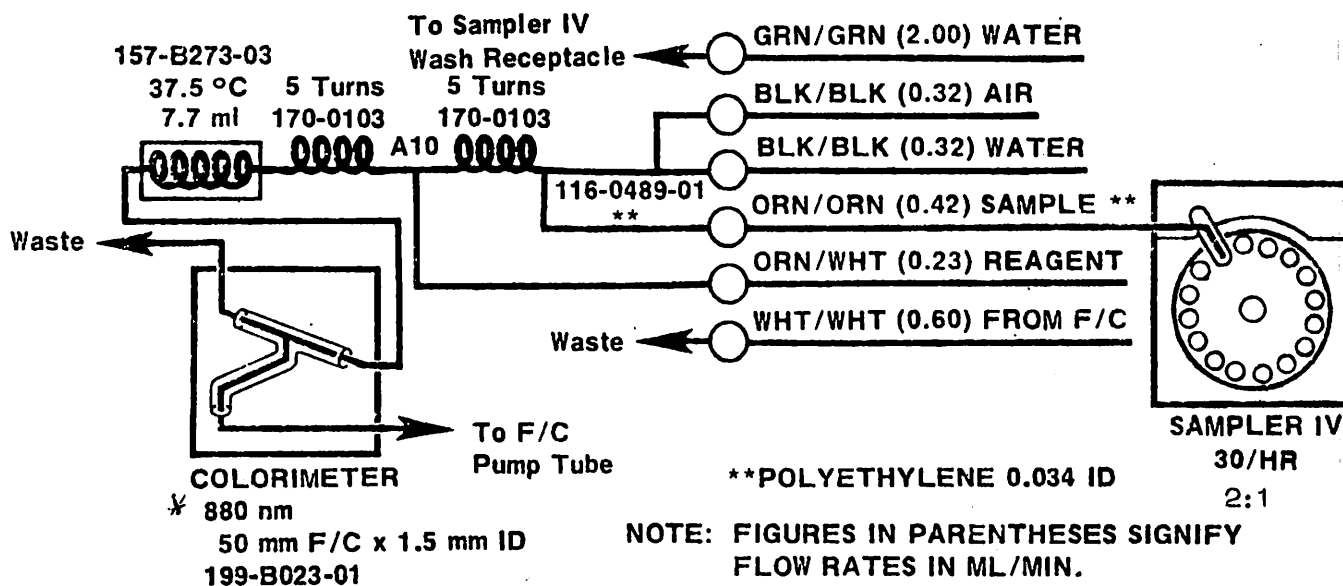 To Sampler IV
Wash Receptacle
GRN/GRN (2.00) WATER
157-B273-03
37.5 °C
7.7 ml
5 Turns
170-0103
A10
5 Turns
170-0103
BLK/BLK (0.32) AIR
BLK/BLK (0.32) WATER
116-0489-01
**
ORN/ORN (0.42) SAMPLE **
ORN/WHT (0.23) REAGENT
Waste
WHT/WHT (0.60) FROM F/C
Waste
To F/C
Pump Tube
SAMPLER IV
30/HR
2:1
COLORIMETER
* 880 nm
50 mm F/C x 1.5 mm ID
199-B023-01
**POLYETHYLENE 0.034 ID
NOTE: FIGURES IN PARENTHESES SIGNIFY
FLOW RATES IN ML/MIN.